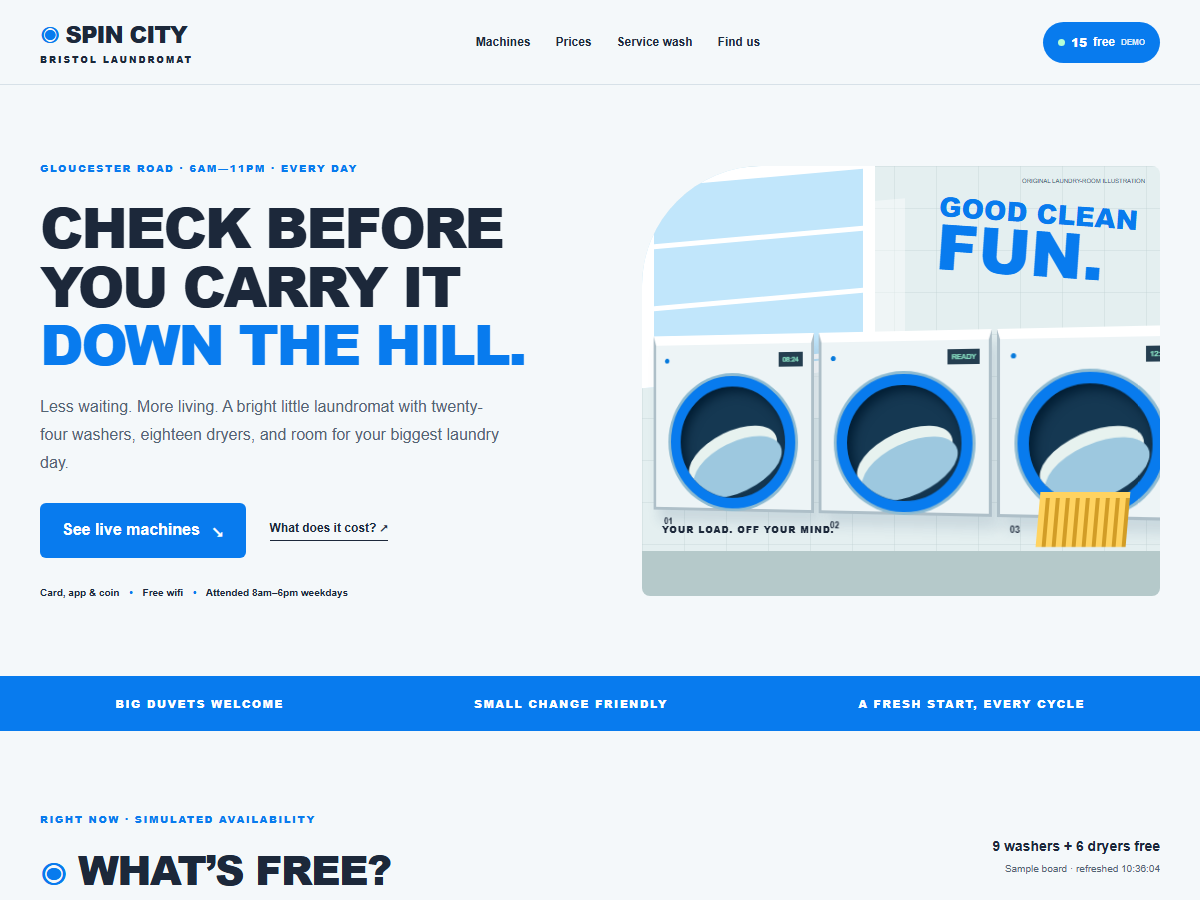 ◉ SPIN CITY
BRISTOL LAUNDROMAT
Machines
Prices
Service wash
Find us
15 free DEMO
GLOUCESTER ROAD · 6AM—11PM · EVERY DAY
CHECK BEFORE
YOU CARRY IT
DOWN THE HILL.
Less waiting. More living. A bright little laundromat with twenty-
four washers, eighteen dryers, and room for your biggest laundry
day.
See live machines ↘
What does it cost? ↗
Card, app & coin • Free wifi • Attended 8am–6pm weekdays
ORIGINAL LAUNDRY-ROOM ILLUSTRATION
GOOD CLEAN
FUN.
08:24
READY
12:
01
02
03
YOUR LOAD. OFF YOUR MIND.
BIG DUVETS WELCOME
SMALL CHANGE FRIENDLY
A FRESH START, EVERY CYCLE
RIGHT NOW · SIMULATED AVAILABILITY
◉ WHAT’S FREE?
9 washers + 6 dryers free
Sample board · refreshed 10:36:04